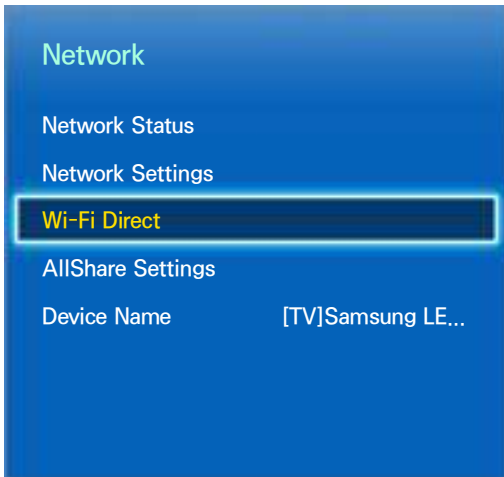 Network
Network Status
Network Settings
Wi-Fi Direct
AllShare Settings
Device Name [TV]Samsung LE...